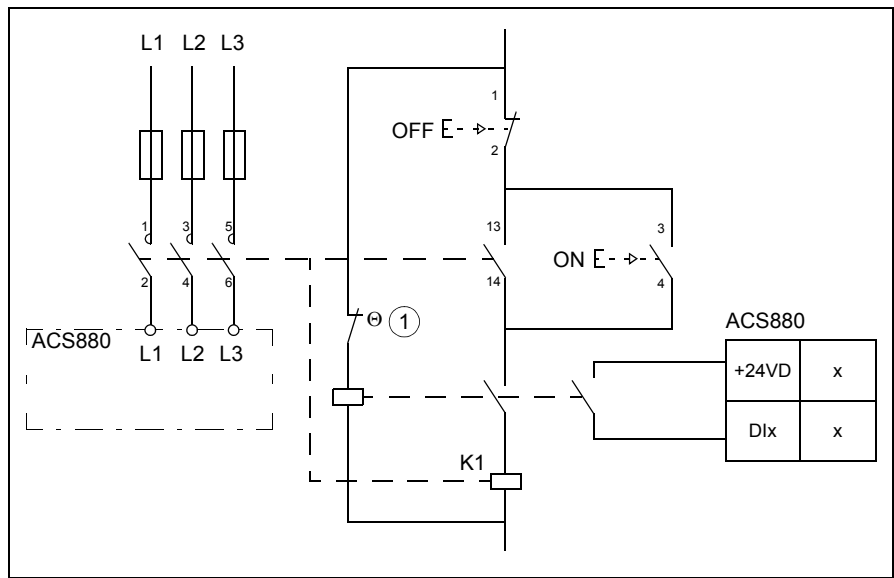 L1 L2 L3
1
OFF
2
1 3 5
13
3
ON
2 4 6
14
4
Θ 1
ACS880
ACS880
L1 L2 L3
+24VD x
DIx x
K1